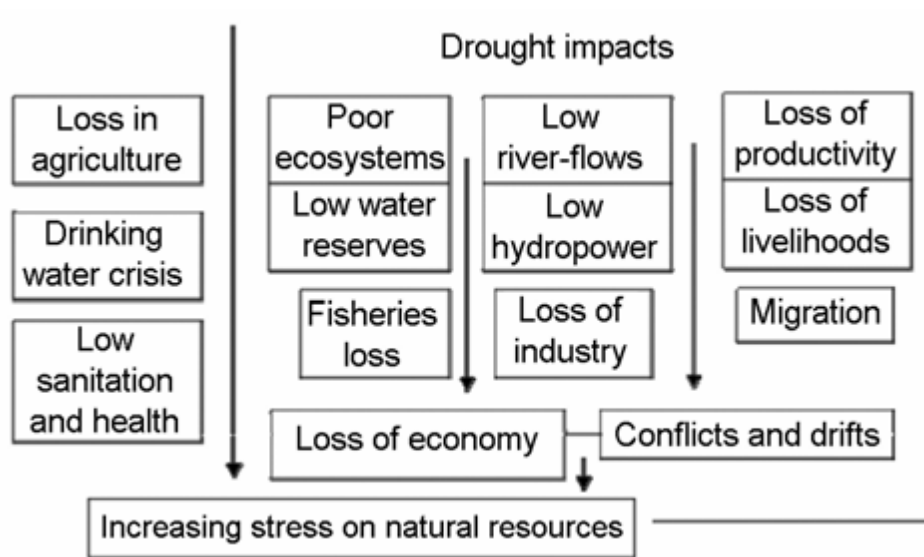 Drought impacts
Loss in
agriculture
Drinking
water crisis
Low
sanitation
and health
Poor
ecosystems
Low water
reserves
Fisheries
loss
Low
river-flows
Low
hydropower
Loss of
industry
Loss of
productivity
Loss of
livelihoods
Migration
Loss of economy
Conflicts and drifts
Increasing stress on natural resources